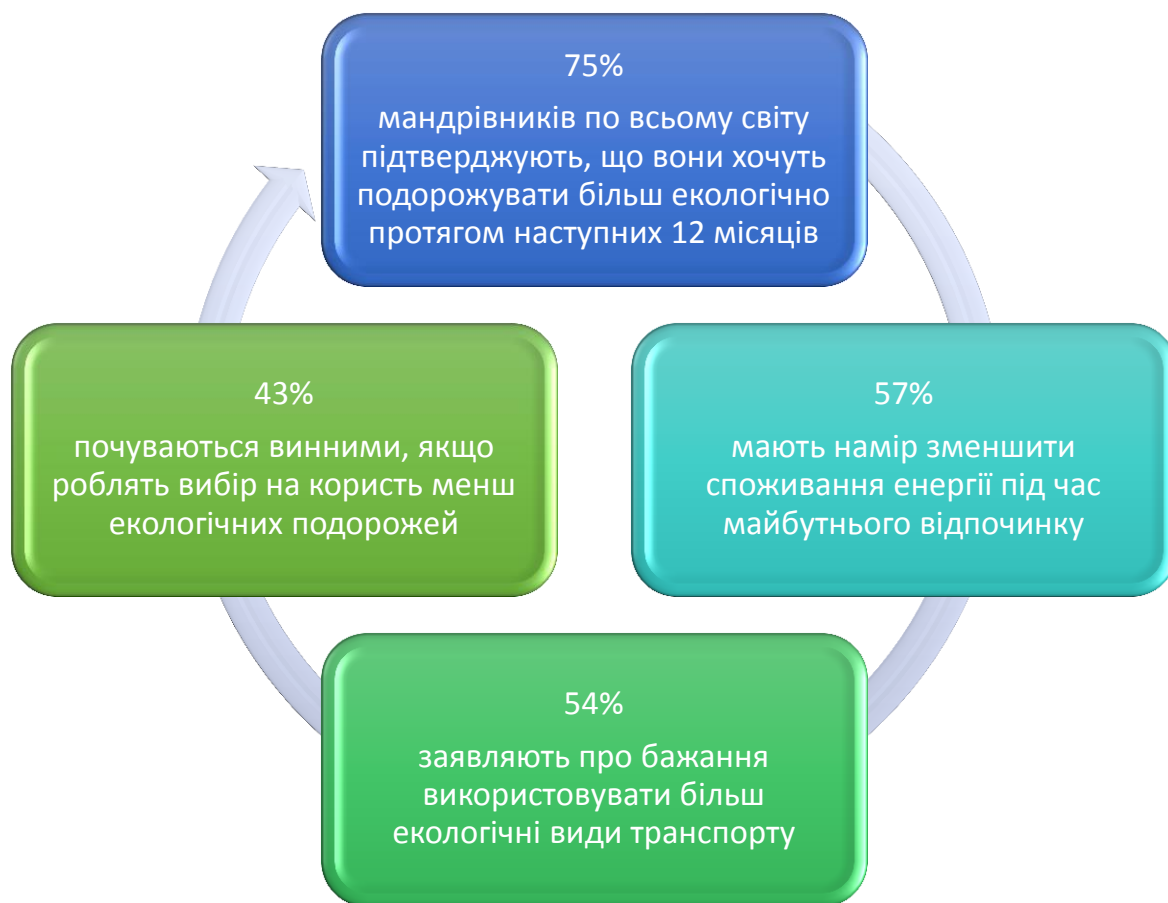 75%
мандрівників по всьому світу
підтверджують, що вони хочуть
подорожувати більш екологічно
протягом наступних 12 місяців
43%
почуваються винними, якщо
роблять вибір на користь менш
екологічних подорожей
57%
мають намір зменшити
споживання енергії під час
майбутнього відпочинку
54%
заявляють про бажання
використовувати більш
екологічні види транспорту